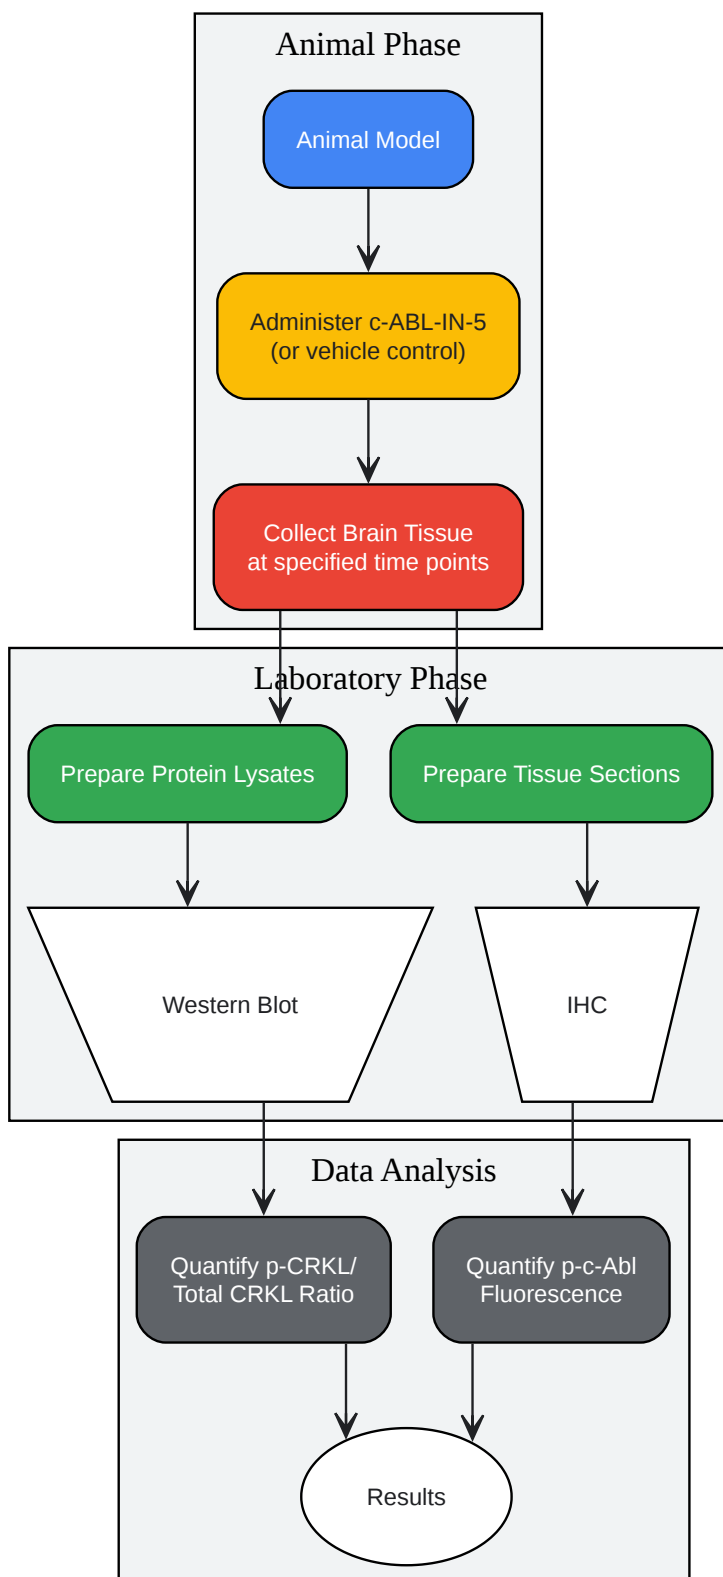 Animal Phase
Animal Model
Administer c-ABL-IN-5
(or vehicle control)
Collect Brain Tissue
at specified time points
Laboratory Phase
Prepare Protein Lysates
Prepare Tissue Sections
Western Blot
IHC
Data Analysis
Quantify p-CRKL/
Total CRKL Ratio
Quantify p-c-Abl
Fluorescence
Results